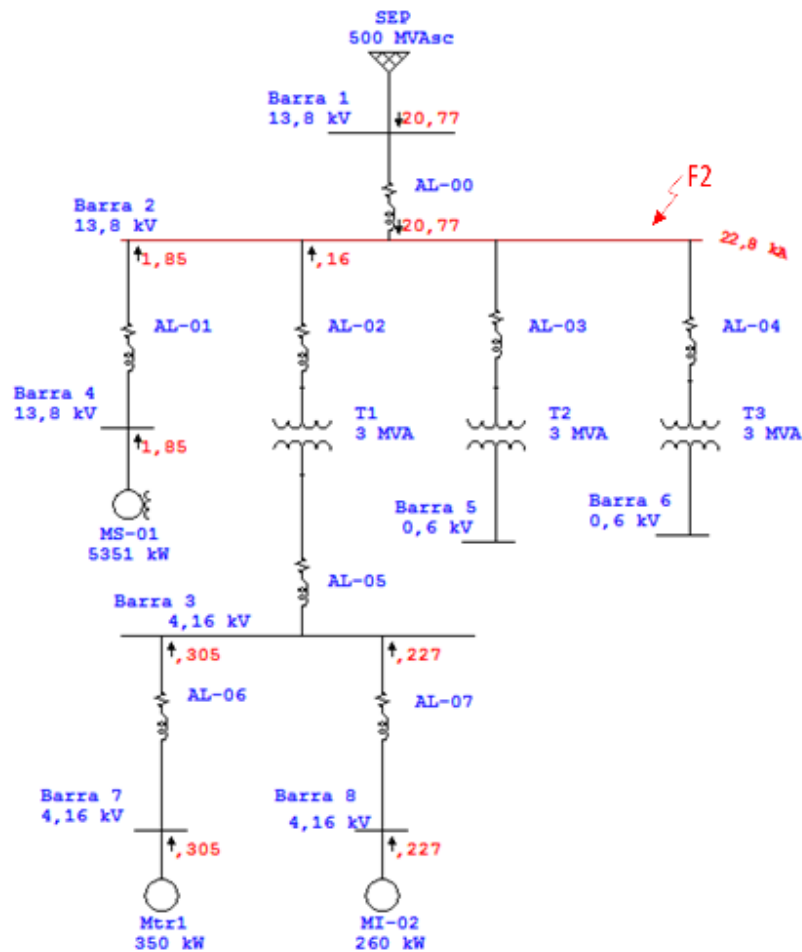 SEP
500 MVAsc
Barra 1
13,8 kV
20,77
AL-00
F2
Barra 2
13,8 kV
20,77
22,8 kA
1,85
,16
AL-01
AL-02
AL-03
AL-04
Barra 4
13,8 kV
T1
3 MVA
T2
3 MVA
T3
3 MVA
1,85
Barra 5
0,6 kV
Barra 6
0,6 kV
MS-01
5351 kW
AL-05
Barra 3
4,16 kV
,305
,227
AL-06
AL-07
Barra 7
4,16 kV
Barra 8
4,16 kV
,305
,227
Mtr1
350 kW
MI-02
260 kW